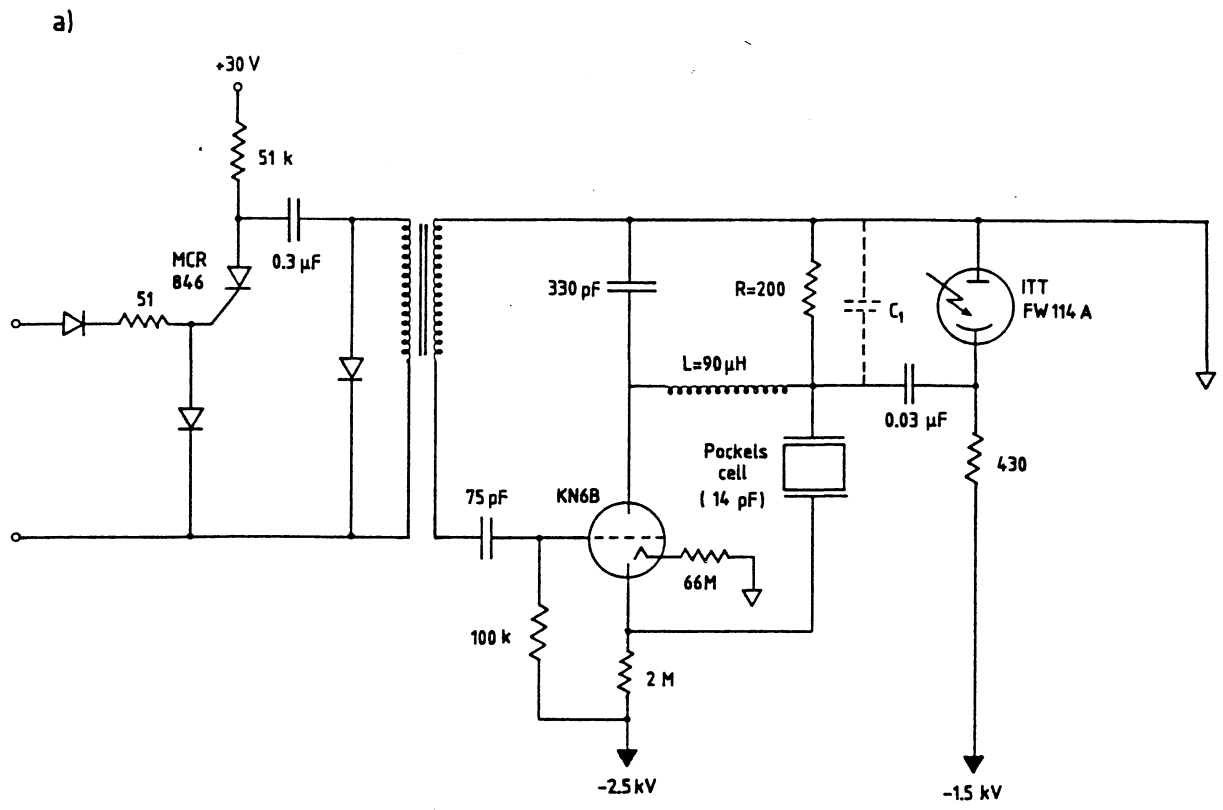 a)
+30 V
51 k
MCR
846
0.3 µF
51
330 pF
R=200
C₁
ITT
FW 114 A
L=90 µH
0.03 µF
Pockels
cell
( 14 pF)
430
75 pF
KN6B
66M
100 k
2 M
-2.5 kV
-1.5 kV